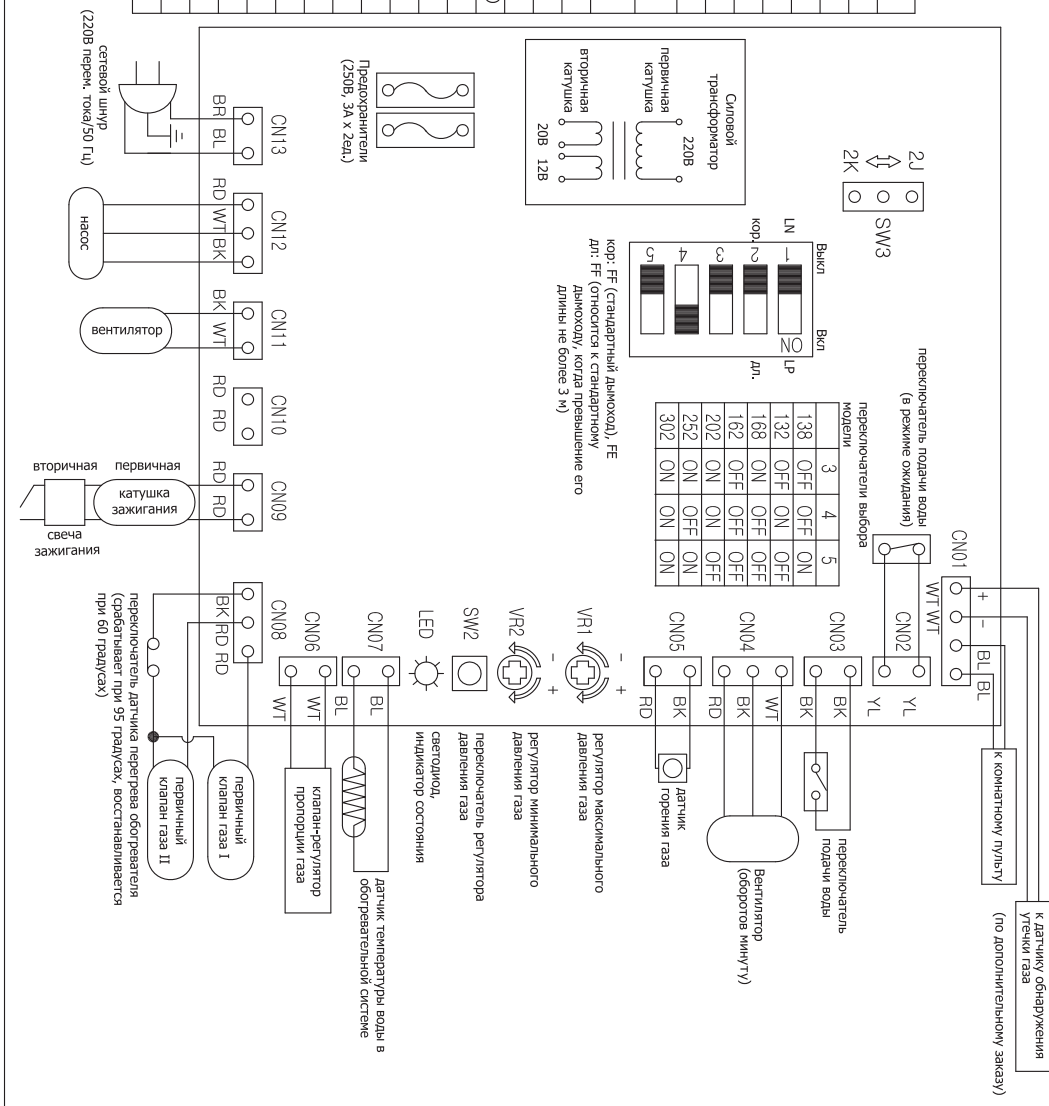 к датчику обнаружения
утечки газа
(по дополнительному заказу)
к комнатному пульту
CN01
+
-
WT WT
BL BL
переключатель подачи воды
(в режиме ожидания)
CN02
YL
YL
CN03
BK
BK
переключатель
подачи воды
CN04
WT
BK
RD
Вентилятор
(оборотов минуту)
CN05
BK
RD
датчик
горения газа
VR1
- +
регулятор максимального
давления газа
VR2
- +
регулятор минимального
давления газа
SW2
переключатель регулятора
давления газа
LED
светодиод,
индикатор состояния
CN07
BL
BL
датчик температуры воды в
обогревательной системе
CN06
WT
WT
клапан-регулятор
пропорции газа
CN08
BK RD RD
первичный
клапан газа I
первичный
клапан газа II
переключатель датчика перегрева обогревателя
(срабатывает при 95 градусах, восстанавливается
при 60 градусах)
2J
2K
SW3
Выкл
Вкл
LN
1
ON
LP
кор.
2
дл.
3
4
5
кор: FF (стандартный дымоход), FE
дл: FF (относится к стандартному
дымоходу, когда превышение его
длины не более 3 м)
переключатели выбора
модели
3 4 5
138 OFF OFF ON
132 OFF ON OFF
168 ON OFF ON
162 OFF OFF OFF
202 ON ON OFF
252 ON OFF ON
302 ON ON ON
Силовой
трансформатор
первичная
катушка
220В
вторичная
катушка
20В 12В
Предохранители
(250В, 3А x 2ед.)
CN13
BR BL
сетевой шнур
(220В перем. тока/50 Гц)
CN12
RD WT BK
насос
CN11
BK WT
вентилятор
CN10
RD RD
CN09
RD RD
вторичная первичная
катушка
зажигания
свеча
зажигания